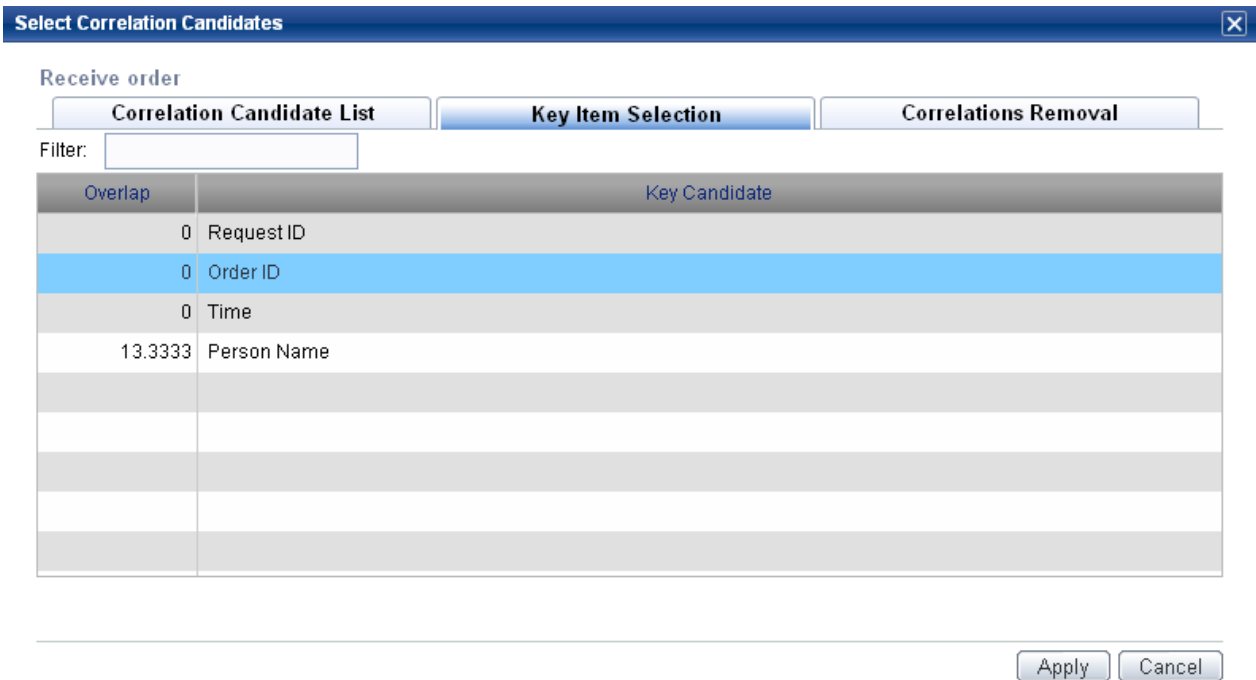 Select Correlation Candidates
Receive order
Correlation Candidate List Key Item Selection Correlations Removal
Filter:
Overlap Key Candidate
0 Request ID
0 Order ID
0 Time
13.3333 Person Name
Apply Cancel